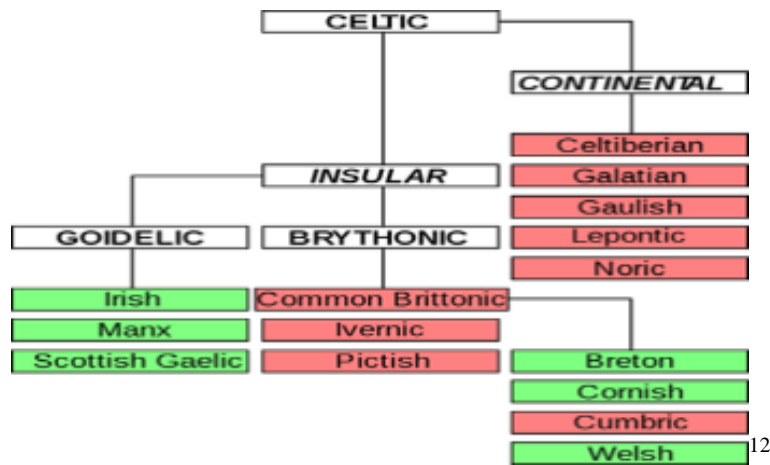 CELTIC
CONTINENTAL
Celtiberian
INSULAR
Galatian
Gaulish
GOIDELIC
BRYTHONIC
Lepontic
Noric
Irish
Common Brittonic
Manx
Ivernic
Scottish Gaelic
Pictish
Breton
Cornish
Cumbric
Welsh
12